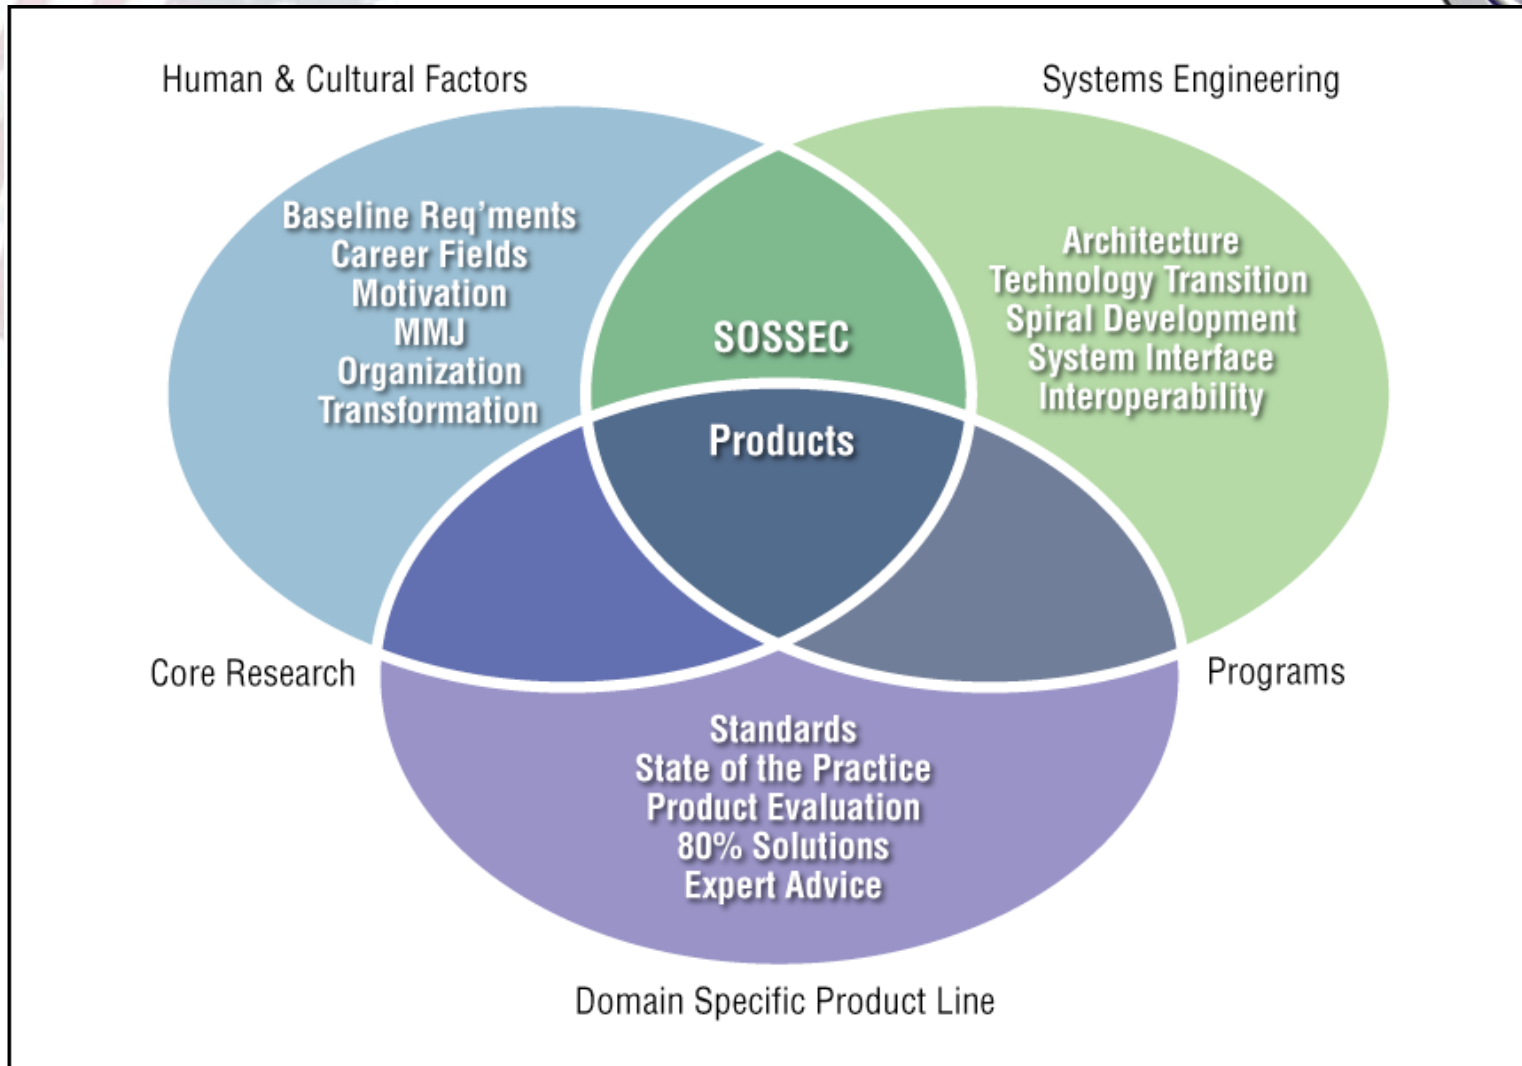 Human & Cultural Factors
Systems Engineering
Baseline Req’ments
Career Fields
Motivation
MMJ
Organization
Transformation
SOSSEC
Architecture
Technology Transition
Spiral Development
System Interface
Interoperability
Products
Core Research
Programs
Standards
State of the Practice
Product Evaluation
80% Solutions
Expert Advice
Domain Specific Product Line